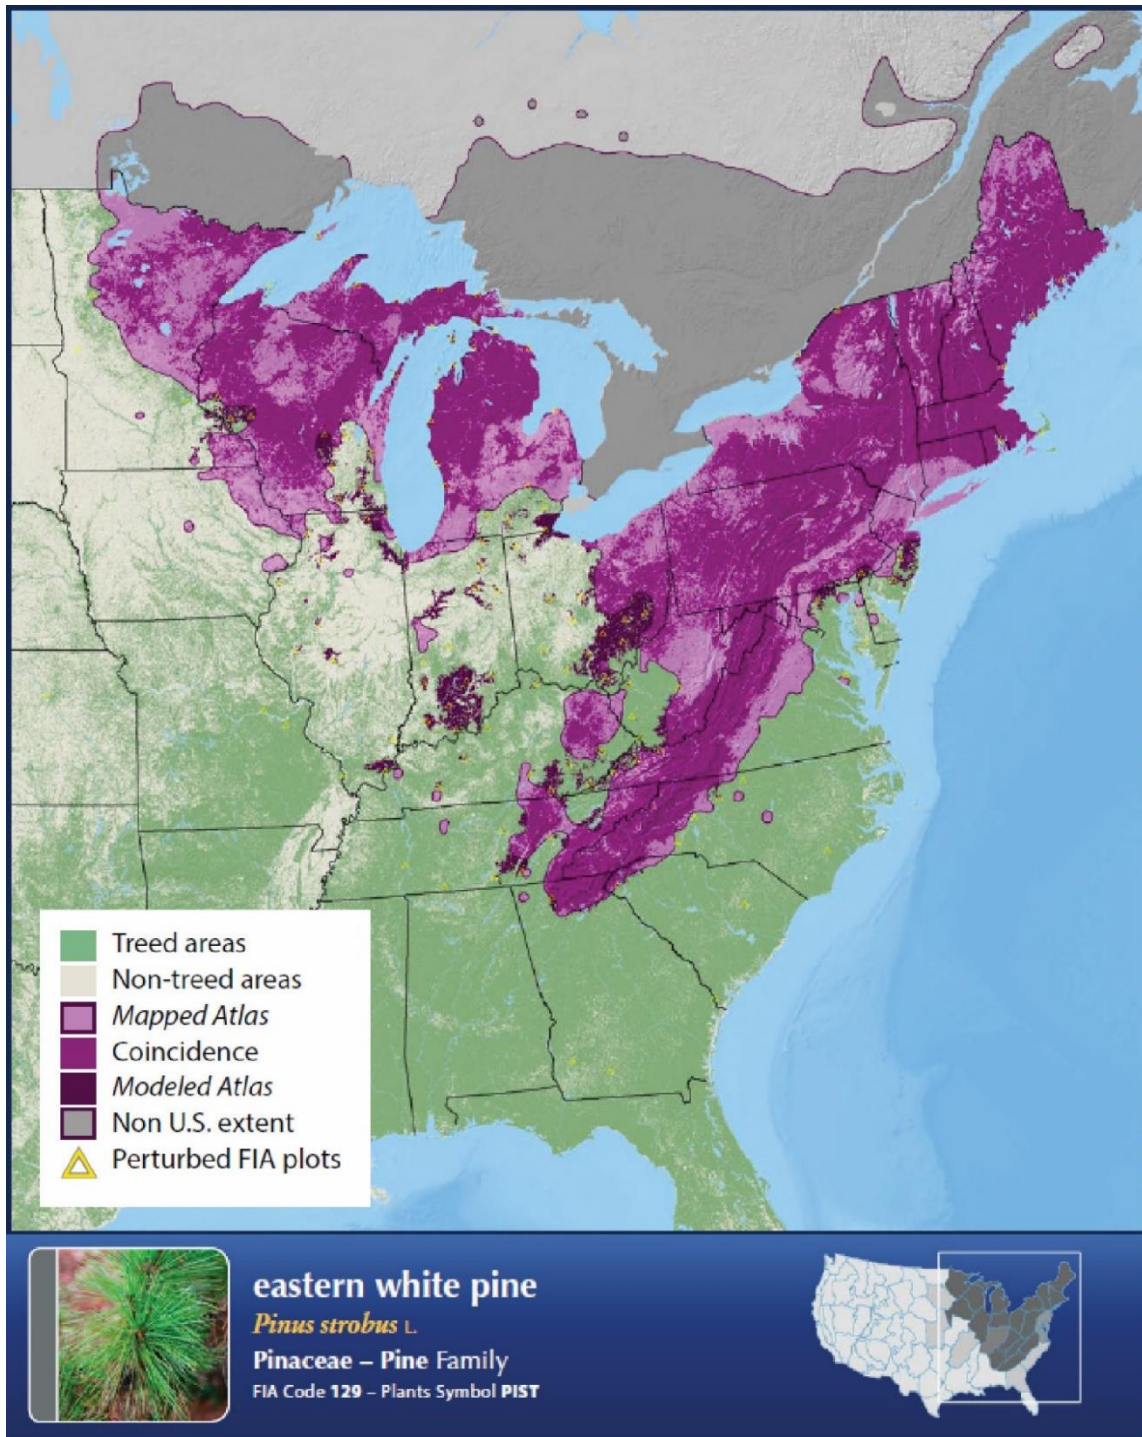 Treed areas
Non-treed areas
Mapped Atlas
Coincidence
Modeled Atlas
Non U.S. extent
Perturbed FIA plots
eastern white pine
Pinus strobus L.
Pinaceae – Pine Family
FIA Code 129 – Plants Symbol PIST